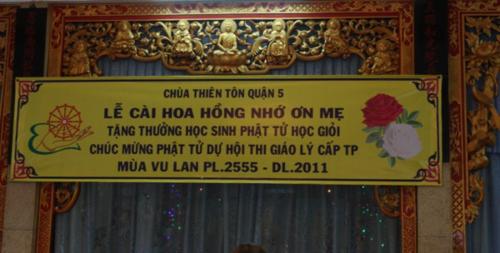 CHÙA THIÊN TÔN QUẬN 5
LỄ CÀI HOA HỒNG NHỚ ƠN MẸ
TẶNG THƯỞNG HỌC SINH PHẬT TỬ HỌC GIỎI
CHÚC MỪNG PHẬT TỬ DỰ HỘI THI GIÁO LÝ CẤP TP
MÙA VU LAN PL.2555 - DL.2011